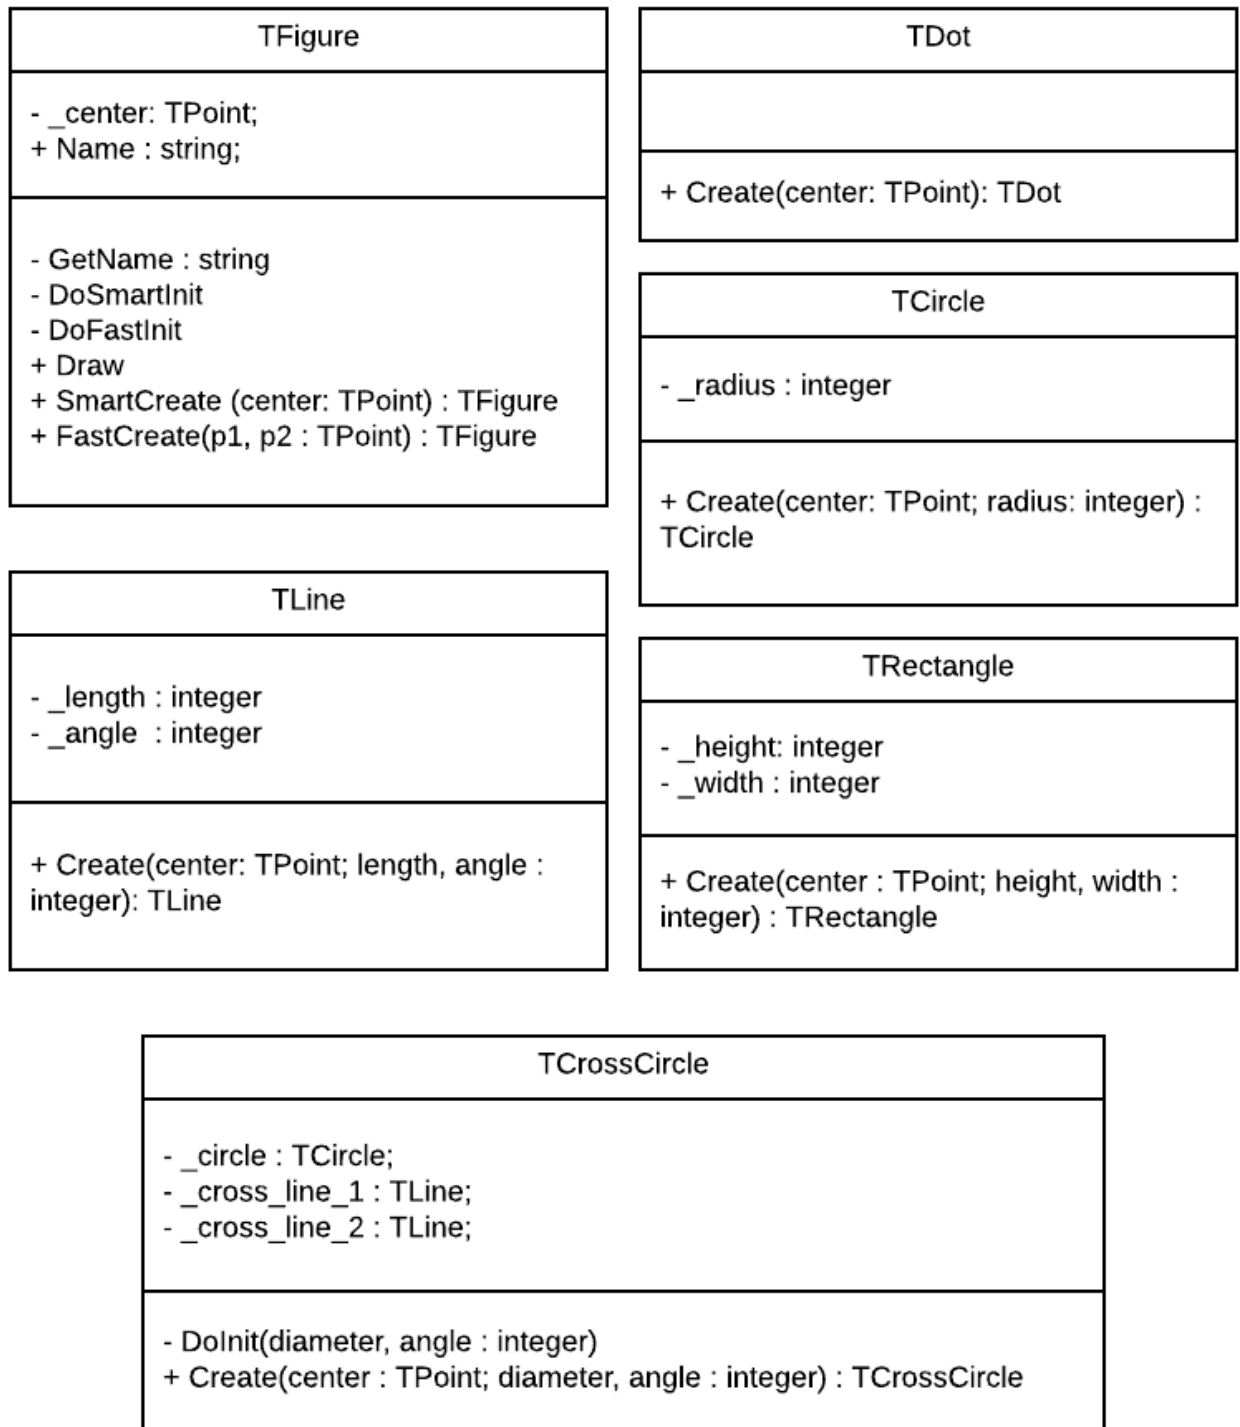 TFigure
- _center: TPoint;
+ Name : string;
- GetName : string
- DoSmartInit
- DoFastInit
+ Draw
+ SmartCreate (center: TPoint) : TFigure
+ FastCreate(p1, p2 : TPoint) : TFigure
TDot
+ Create(center: TPoint): TDot
TCircle
- _radius : integer
+ Create(center: TPoint; radius: integer) :
TCircle
TLine
- _length : integer
- _angle  : integer
+ Create(center: TPoint; length, angle :
integer): TLine
TRectangle
- _height: integer
- _width : integer
+ Create(center : TPoint; height, width :
integer) : TRectangle
TCrossCircle
- _circle : TCircle;
- _cross_line_1 : TLine;
- _cross_line_2 : TLine;
- DoInit(diameter, angle : integer)
+ Create(center : TPoint; diameter, angle : integer) : TCrossCircle